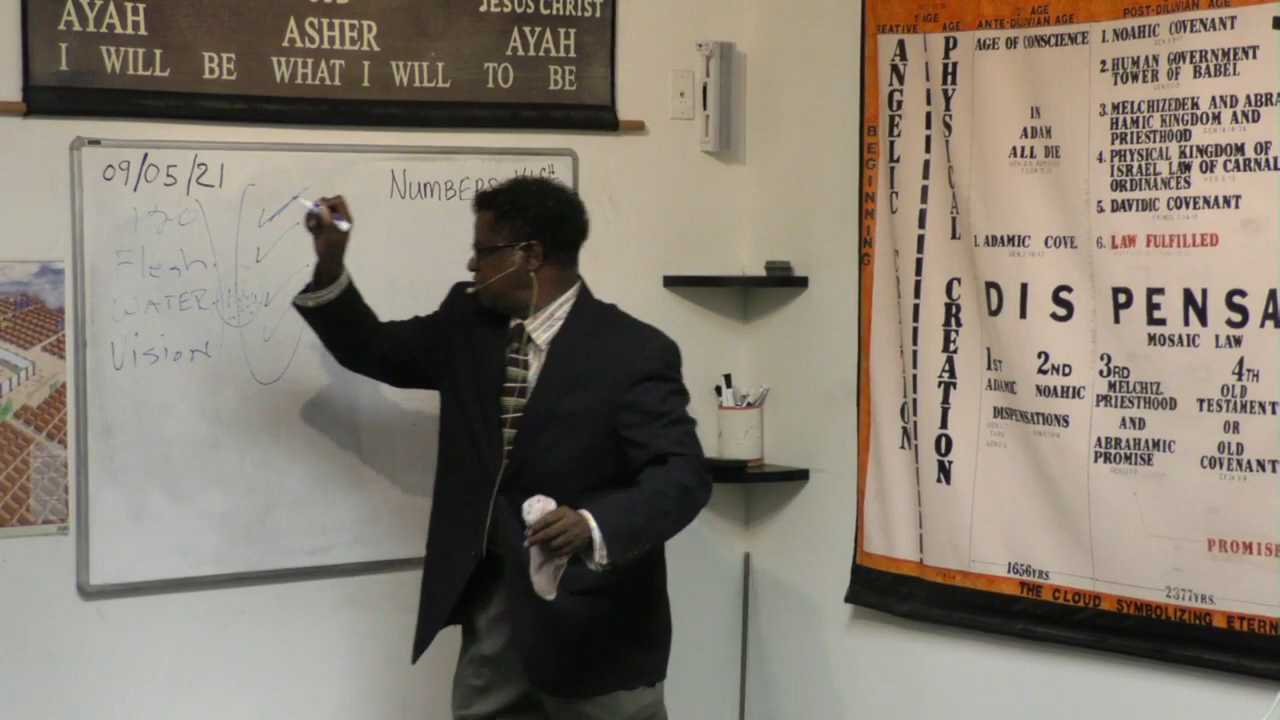 JESUS CHRIST
AYAH ASHER AYAH
I WILL BE WHAT I WILL TO BE
09/05/21
NUMBERS
120
Flesh
WATER
Vision
POST-DILUVIAN AGE
ANTE-DILUVIAN AGE
AGE
AGE
BEGINNING
ANGELIC
PHYSICAL CREATION
AGE OF CONSCIENCE
IN
ADAM
ALL DIE
1. ADAMIC COVE.
1. NOAHIC COVENANT
2. HUMAN GOVERNMENT
TOWER OF BABEL
3. MELCHIZEDEK AND ABRA
HAMIC KINGDOM AND
PRIESTHOOD
4. PHYSICAL KINGDOM OF
ISRAEL. LAW OF CARNAL
ORDINANCES
5. DAVIDIC COVENANT
6. LAW FULFILLED
DISPENSA
MOSAIC LAW
1ST 2ND 3RD 4TH
ADAMIC NOAHIC
DISPENSATIONS
MELCHIZ.
PRIESTHOOD
AND
ABRAHAMIC
PROMISE
OLD
TESTAMENT
OR
OLD
COVENANT
PROMISE
1656YRS.
2377YRS.
THE CLOUD SYMBOLIZING ETERN